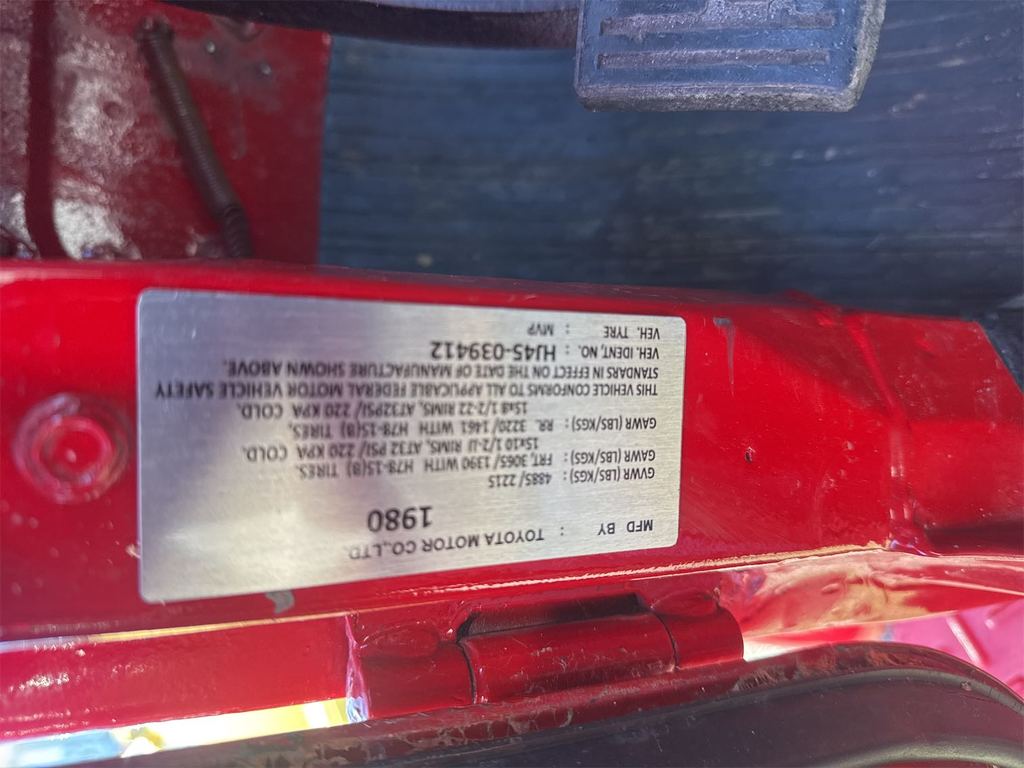 MFD BY : TOYOTA MOTOR CO.,LTD.
1980
GVWR (LBS/KGS): 4885/2215
GAWR (LBS/KGS): FRT, 3065/1390 WITH H78-15(B) TIRES.
15x10 1/2-JJ RIMS, AT32 PSI/ 220 KPA COLD.
GAWR (LBS/KGS): RR. 3220/1461 WITH H78-15(B) TIRES,
15x8 1/2-22 RIMS, AT32PSI/ 220 KPA COLD.
THIS VEHICLE CONFORMS TO ALL APPLICABLE FEDERAL MOTOR VEHICLE SAFETY
STANDARS IN EFFECT ON THE DATE OF MANUFACTURE SHOWN ABOVE.
VEH. IDENT, NO. : HJ45-039412
VEH. TYRE : MVP